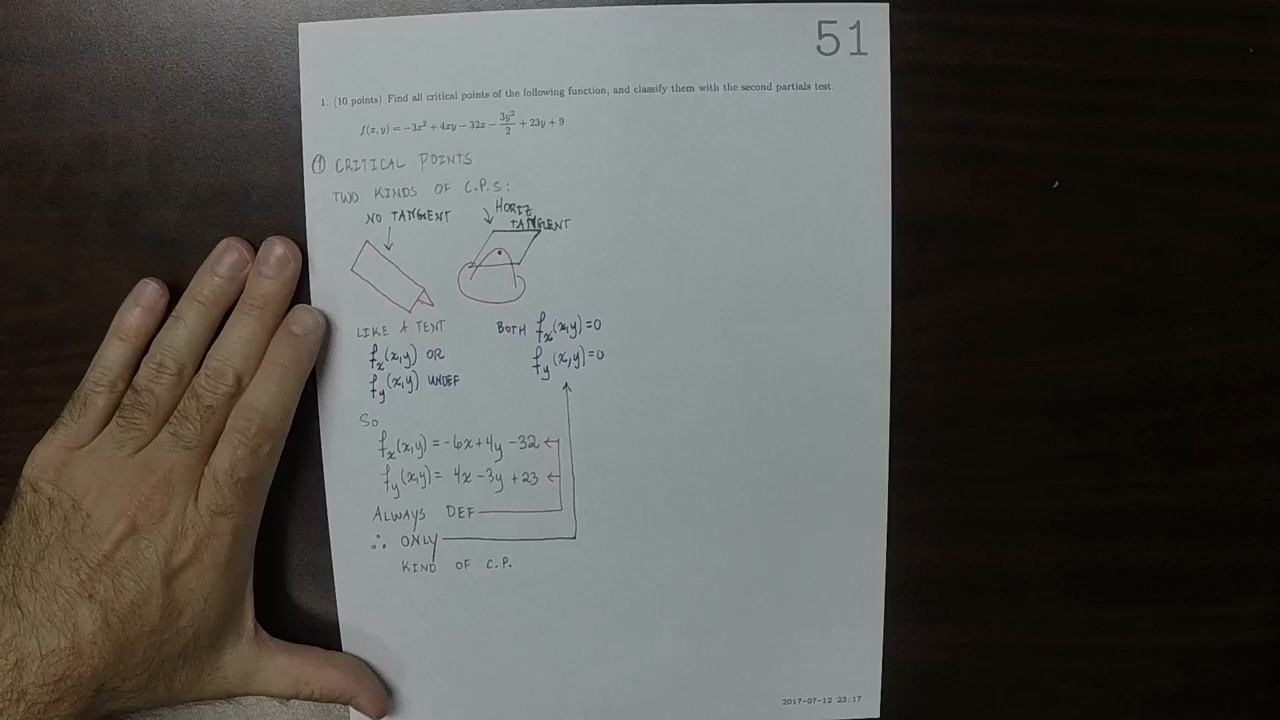 51
1. (10 points) Find all critical points of the following function, and classify them with the second partials test.
f(x, y) = −3x² + 4xy − 32x − 3y²/2 + 23y + 9
① CRITICAL POINTS
TWO KINDS OF C.P.S:
NO TANGENT
HORIZ
TANGENT
LIKE A TENT
fₓ(x,y) OR
f_y(x,y) UNDEF
BOTH fₓ(x,y)=0
f_y(x,y)=0
SO
fₓ(x,y) = -6x+4y -32
f_y(x,y) = 4x -3y +23
ALWAYS DEF
∴ ONLY
KIND OF C.P.
2017-07-12 23:17